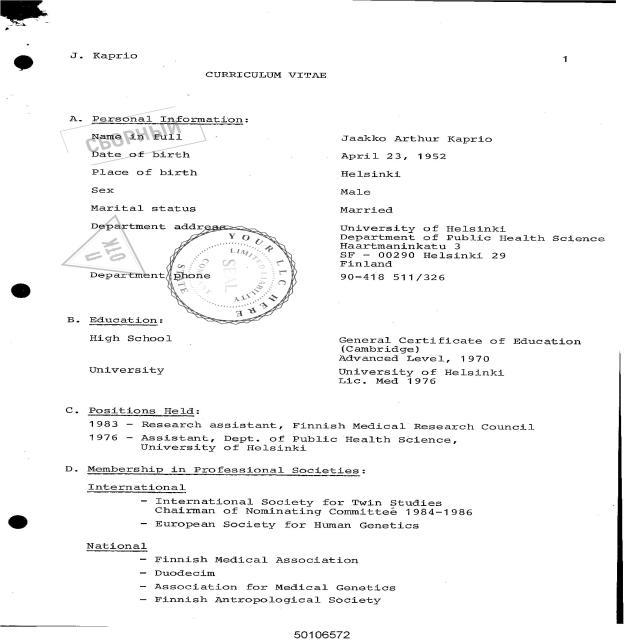 J. Kaprio
1
CURRICULUM VITAE
A. Personal Information:
Name in full Jaakko Arthur Kaprio
СБОРНЫЙ
Date of birth April 23, 1952
Place of birth Helsinki
Sex Male
Marital status Married
Department address University of Helsinki
Department of Public Health Science
Haartmaninkatu 3
SF - 00290 Helsinki 29
Finland
ОТК
П
YOUR LLC HERE
STATE
LIMITED LIABILITY
SEAL
Department phone 90-418 511/326
B. Education:
High School General Certificate of Education
(Cambridge)
Advanced Level, 1970
University University of Helsinki
Lic. Med 1976
C. Positions Held:
1983 - Research assistant, Finnish Medical Research Council
1976 - Assistant, Dept. of Public Health Science,
University of Helsinki
D. Membership in Professional Societies:
International
- International Society for Twin Studies
Chairman of Nominating Committee 1984-1986
- European Society for Human Genetics
National
- Finnish Medical Association
- Duodecim
- Association for Medical Genetics
- Finnish Antropological Society
50106572